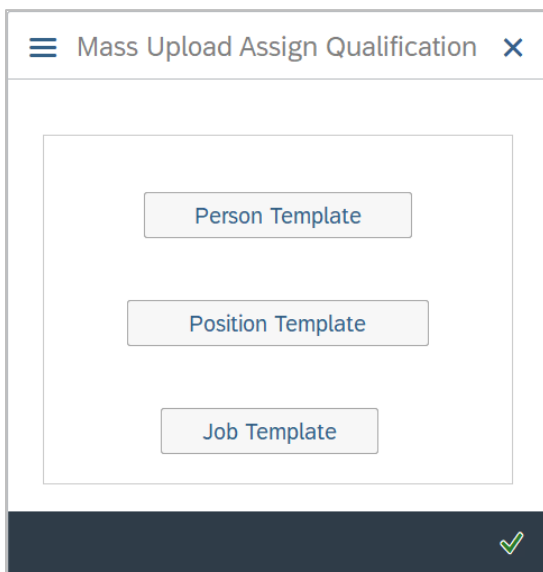 Mass Upload Assign Qualification
Person Template
Position Template
Job Template